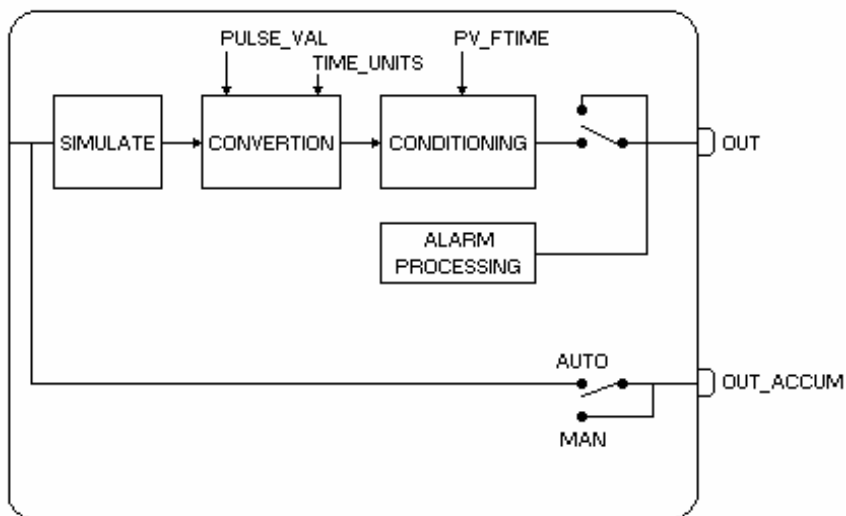 PULSE_VAL
PV_FTIME
TIME_UNITS
SIMULATE
CONVERTION
CONDITIONING
OUT
ALARM
PROCESSING
AUTO
OUT_ACCUM
MAN